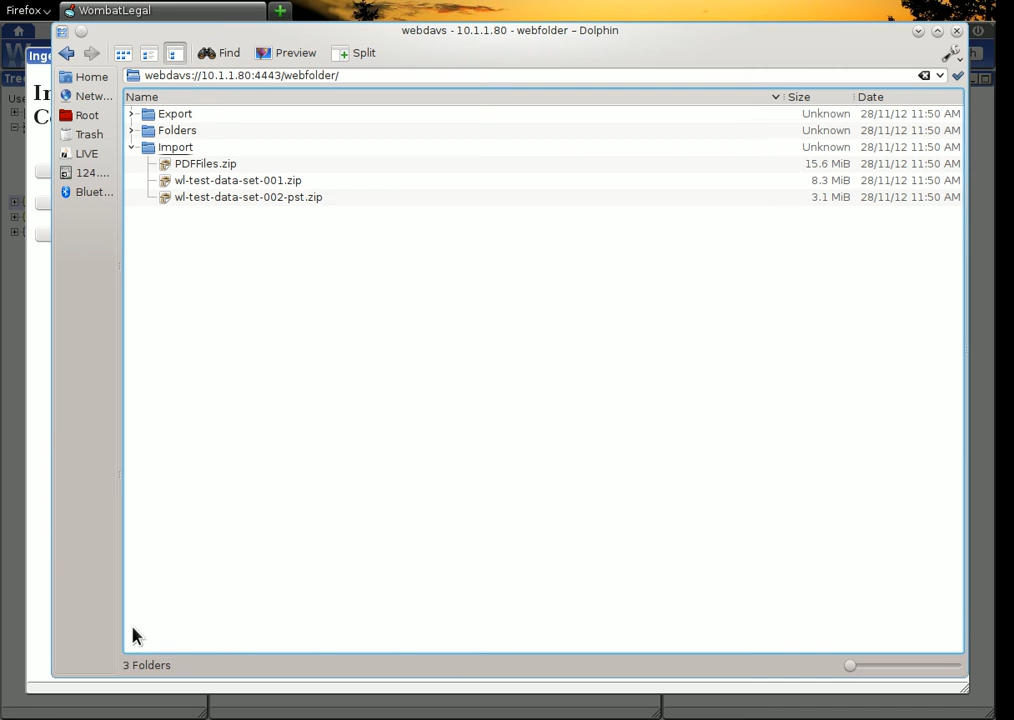 Firefox
WombatLegal
webdavs - 10.1.1.80 - webfolder – Dolphin
Find
Preview
Split
webdavs://10.1.1.80:4443/webfolder/
Home
Netw...
Root
Trash
LIVE
124....
Bluet...
Name Size Date
Export Unknown 28/11/12 11:50 AM
Folders Unknown 28/11/12 11:50 AM
Import Unknown 28/11/12 11:50 AM
PDFFiles.zip 15.6 MiB 28/11/12 11:50 AM
wl-test-data-set-001.zip 8.3 MiB 28/11/12 11:50 AM
wl-test-data-set-002-pst.zip 3.1 MiB 28/11/12 11:50 AM
3 Folders